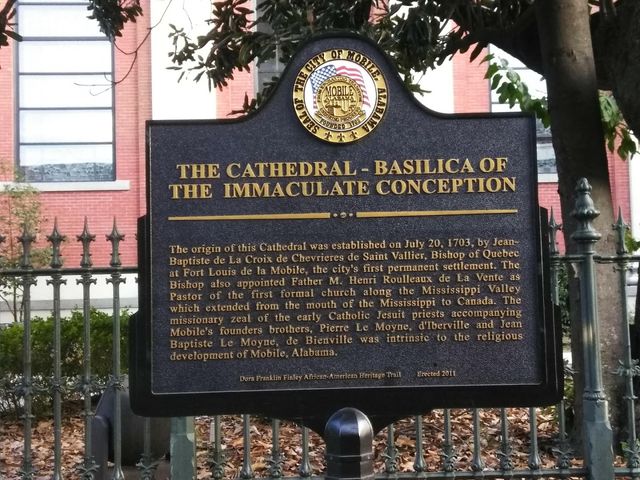 SEAL OF THE CITY OF MOBILE, ALABAMA
MOBILE
THE CATHEDRAL - BASILICA OF
THE IMMACULATE CONCEPTION
The origin of this Cathedral was established on July 20, 1703, by Jean-
Baptiste de La Croix de Chevrieres de Saint Vallier, Bishop of Quebec
at Fort Louis de la Mobile, the city's first permanent settlement. The
Bishop also appointed Father M. Henri Roulleaux de La Vente as
Pastor of the first formal church along the Mississippi Valley
which extended from the mouth of the Mississippi to Canada. The
missionary zeal of the early Catholic Jesuit priests accompanying
Mobile's founders brothers, Pierre Le Moyne, d'Iberville and Jean
Baptiste Le Moyne, de Bienville was intrinsic to the religious
development of Mobile, Alabama.
Dora Franklin Finley African-American Heritage Trail Erected 2011